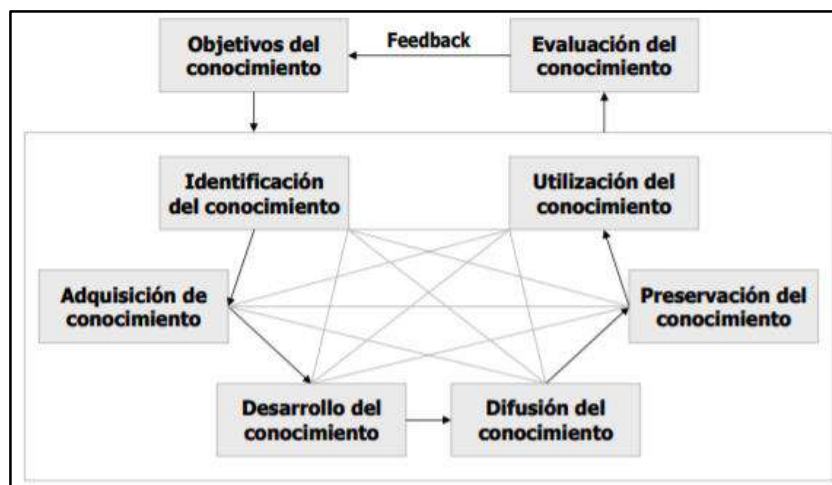 Objetivos del
conocimiento
Feedback
Evaluación del
conocimiento
Identificación
del conocimiento
Utilización del
conocimiento
Adquisición de
conocimiento
Preservación del
conocimiento
Desarrollo del
conocimiento
Difusión del
conocimiento